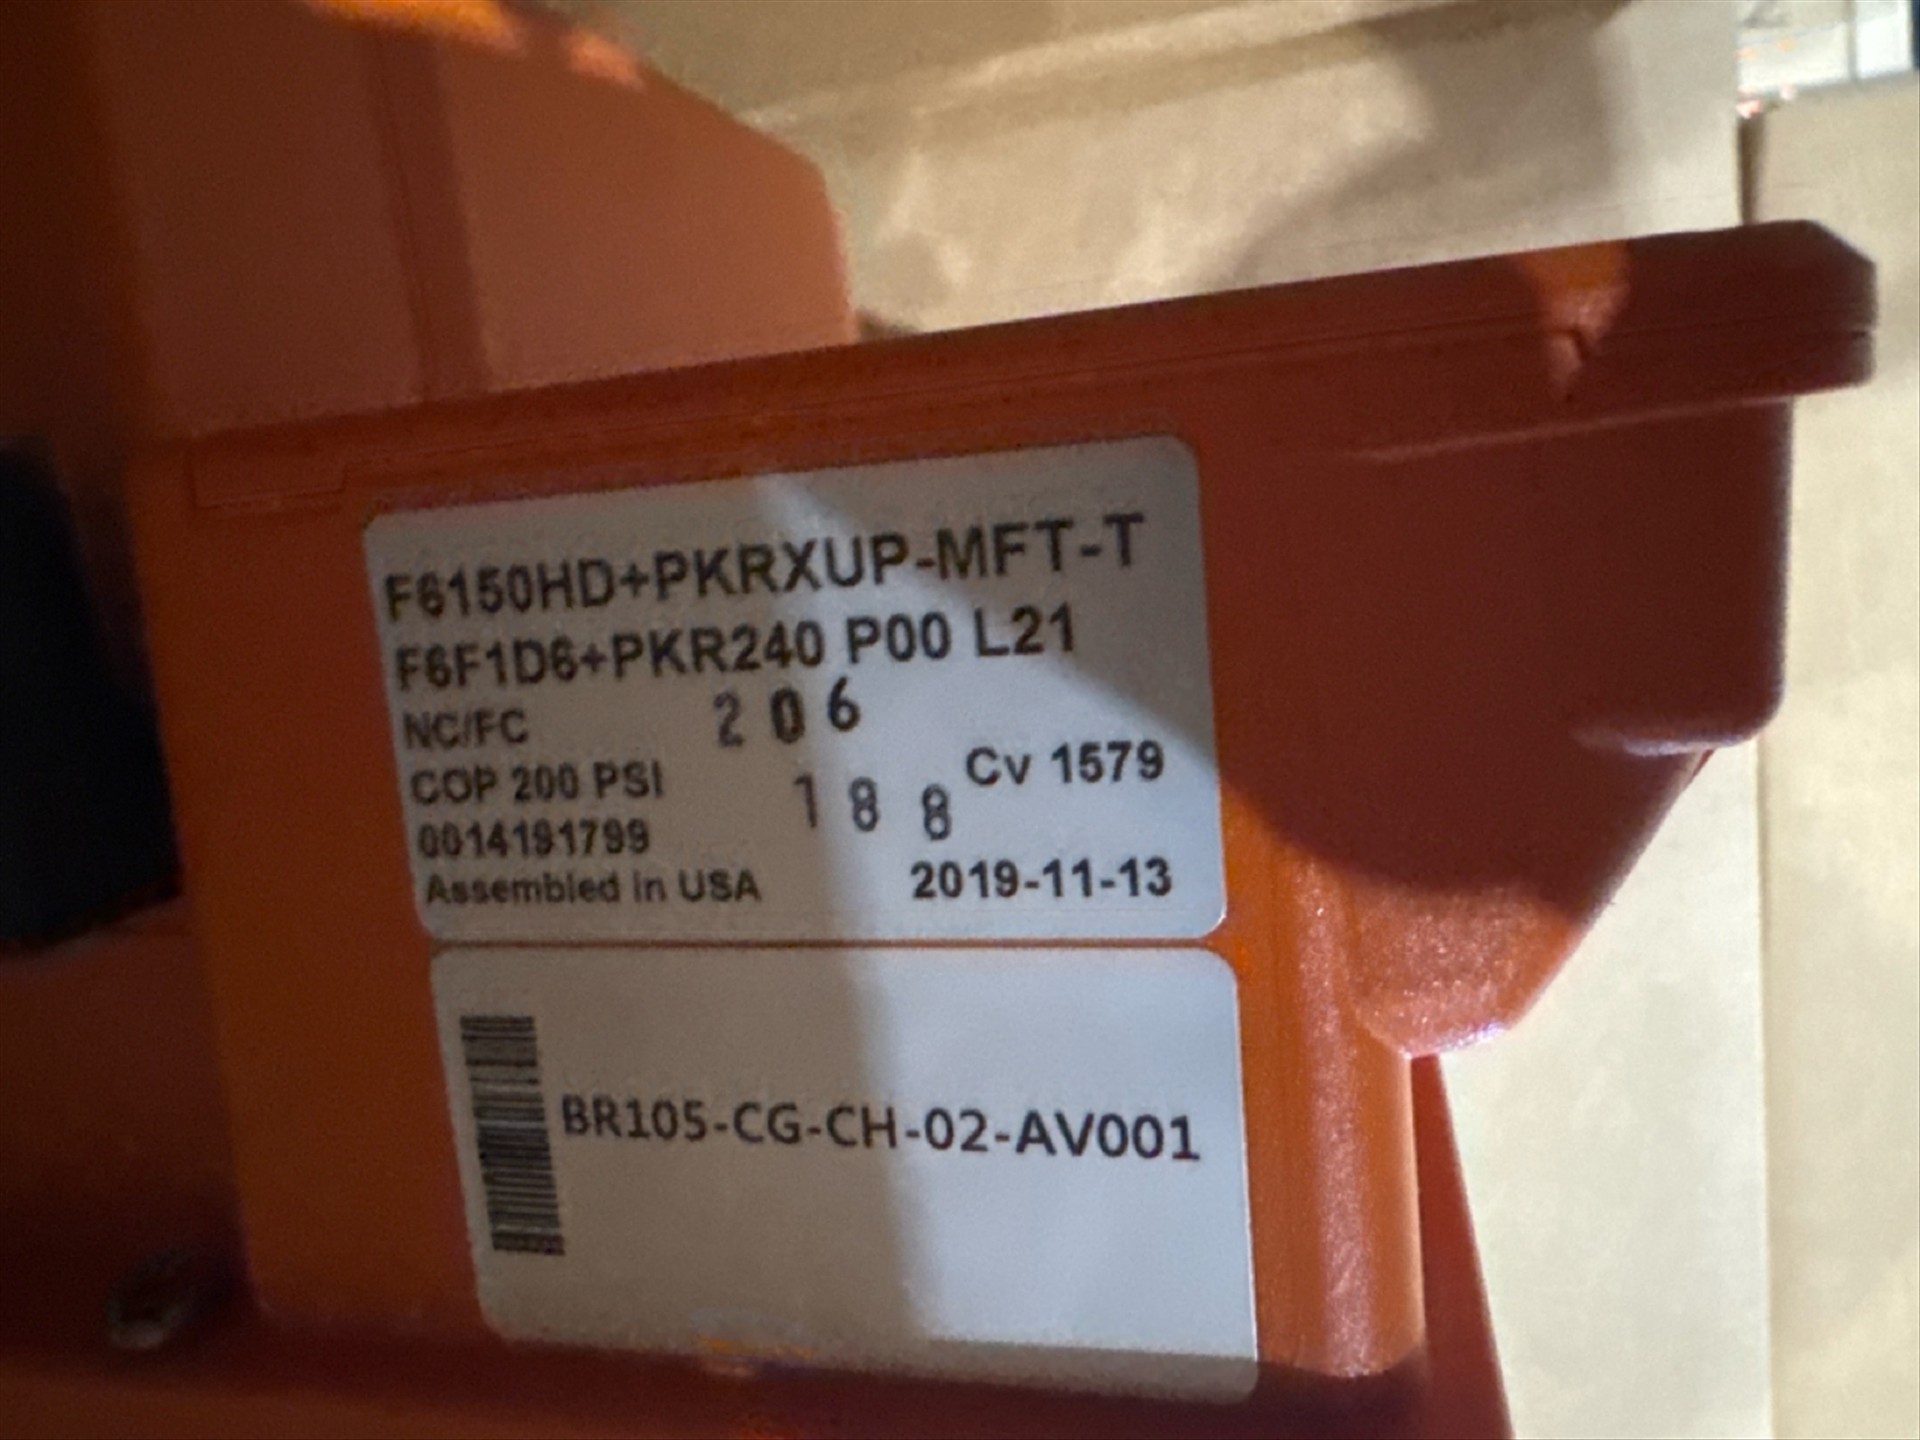 F6150HD+PKRXUP-MFT-T
F6F1D6+PKR240 P00 L21
NC/FC 206
COP 200 PSI 188 Cv 1579
0014191799
Assembled in USA 2019-11-13
BR105-CG-CH-02-AV001